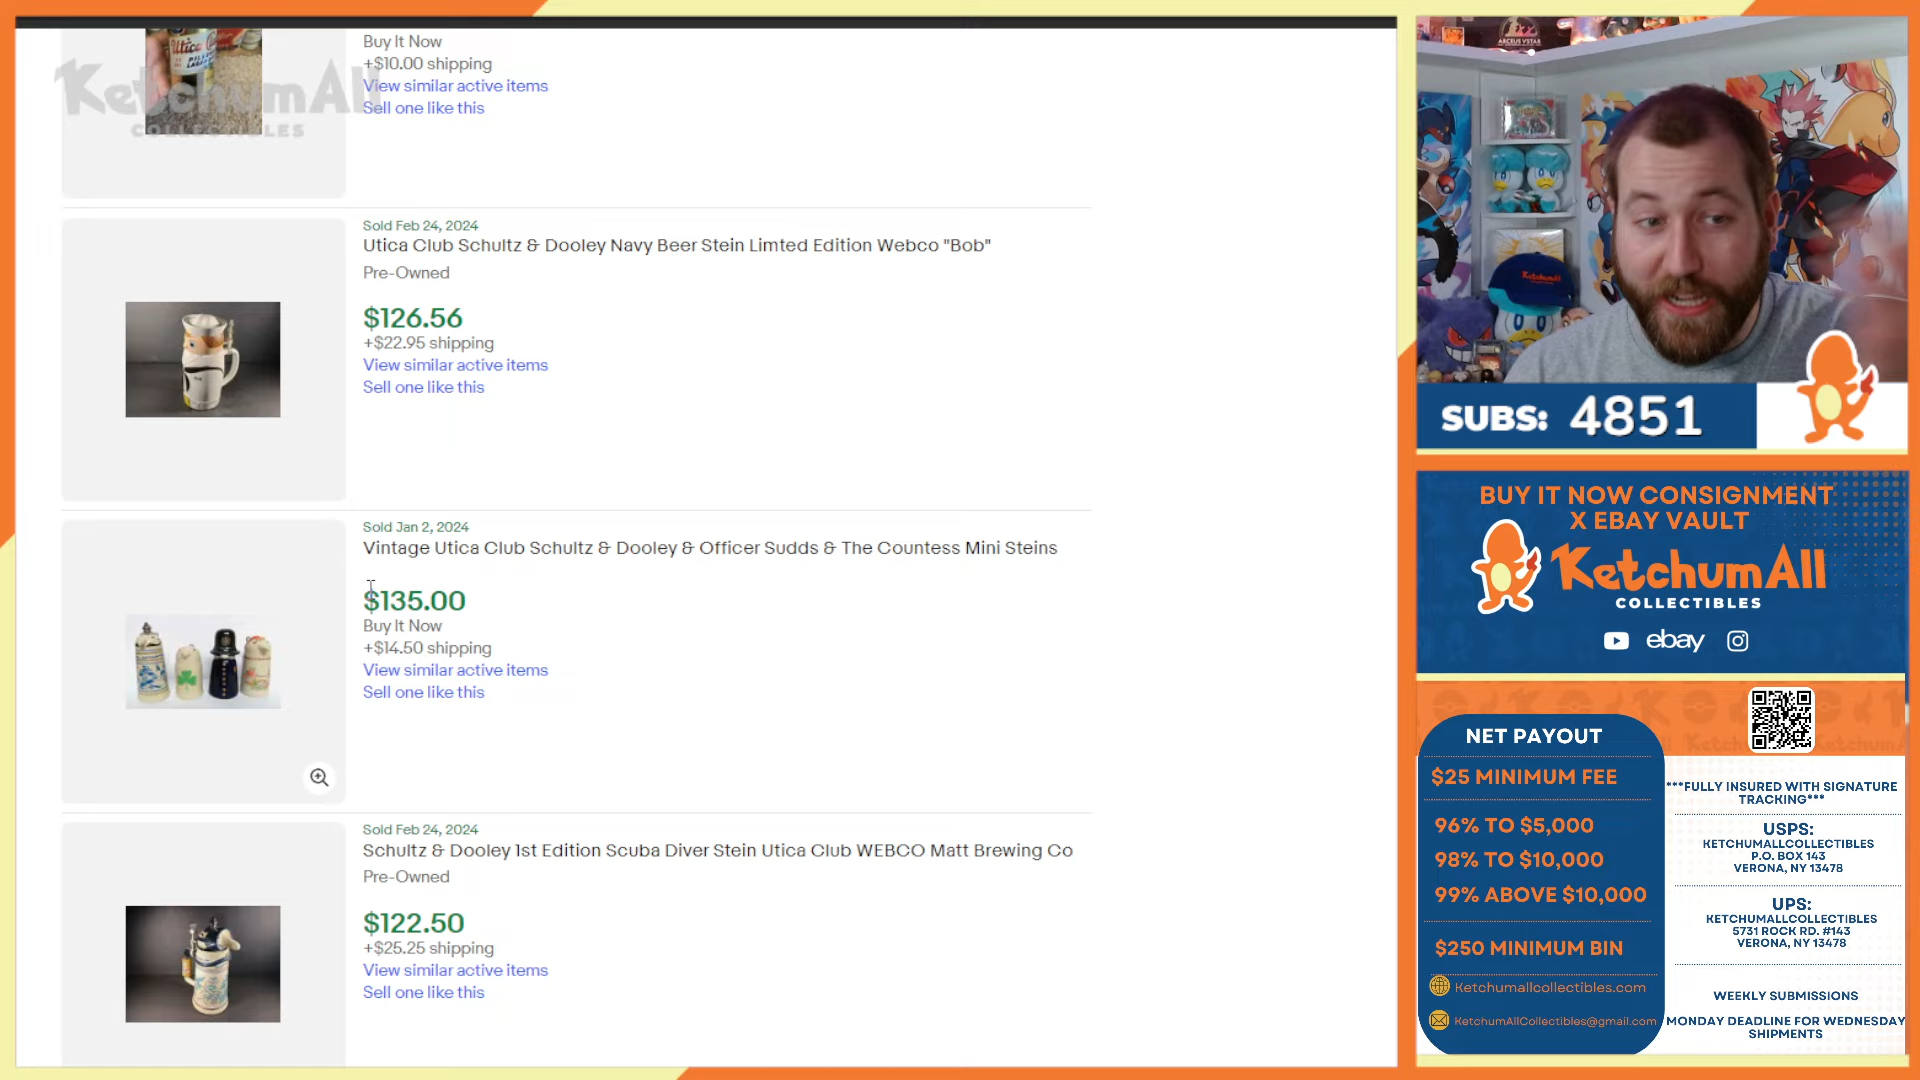 Utica
Buy It Now
+$10.00 shipping
View similar active items
Sell one like this
KetchumAll
COLLECTIBLES
Sold Feb 24, 2024
Utica Club Schultz & Dooley Navy Beer Stein Limted Edition Webco "Bob"
Pre-Owned
$126.56
+$22.95 shipping
View similar active items
Sell one like this
Sold Jan 2, 2024
Vintage Utica Club Schultz & Dooley & Officer Sudds & The Countess Mini Steins
$135.00
Buy It Now
+$14.50 shipping
View similar active items
Sell one like this
Sold Feb 24, 2024
Schultz & Dooley 1st Edition Scuba Diver Stein Utica Club WEBCO Matt Brewing Co
Pre-Owned
$122.50
+$25.25 shipping
View similar active items
Sell one like this
ARCEUS VSTAR
KetchumAll
SUBS: 4851
BUY IT NOW CONSIGNMENT
X EBAY VAULT
KetchumAll
COLLECTIBLES
ebay
NET PAYOUT
$25 MINIMUM FEE
96% TO $5,000
98% TO $10,000
99% ABOVE $10,000
$250 MINIMUM BIN
Ketchumallcollectibles.com
KetchumAllCollectibles@gmail.com
***FULLY INSURED WITH SIGNATURE
TRACKING***
USPS:
KETCHUMALLCOLLECTIBLES
P.O. BOX 143
VERONA, NY 13478
UPS:
KETCHUMALLCOLLECTIBLES
5731 ROCK RD. #143
VERONA, NY 13478
WEEKLY SUBMISSIONS
MONDAY DEADLINE FOR WEDNESDAY
SHIPMENTS